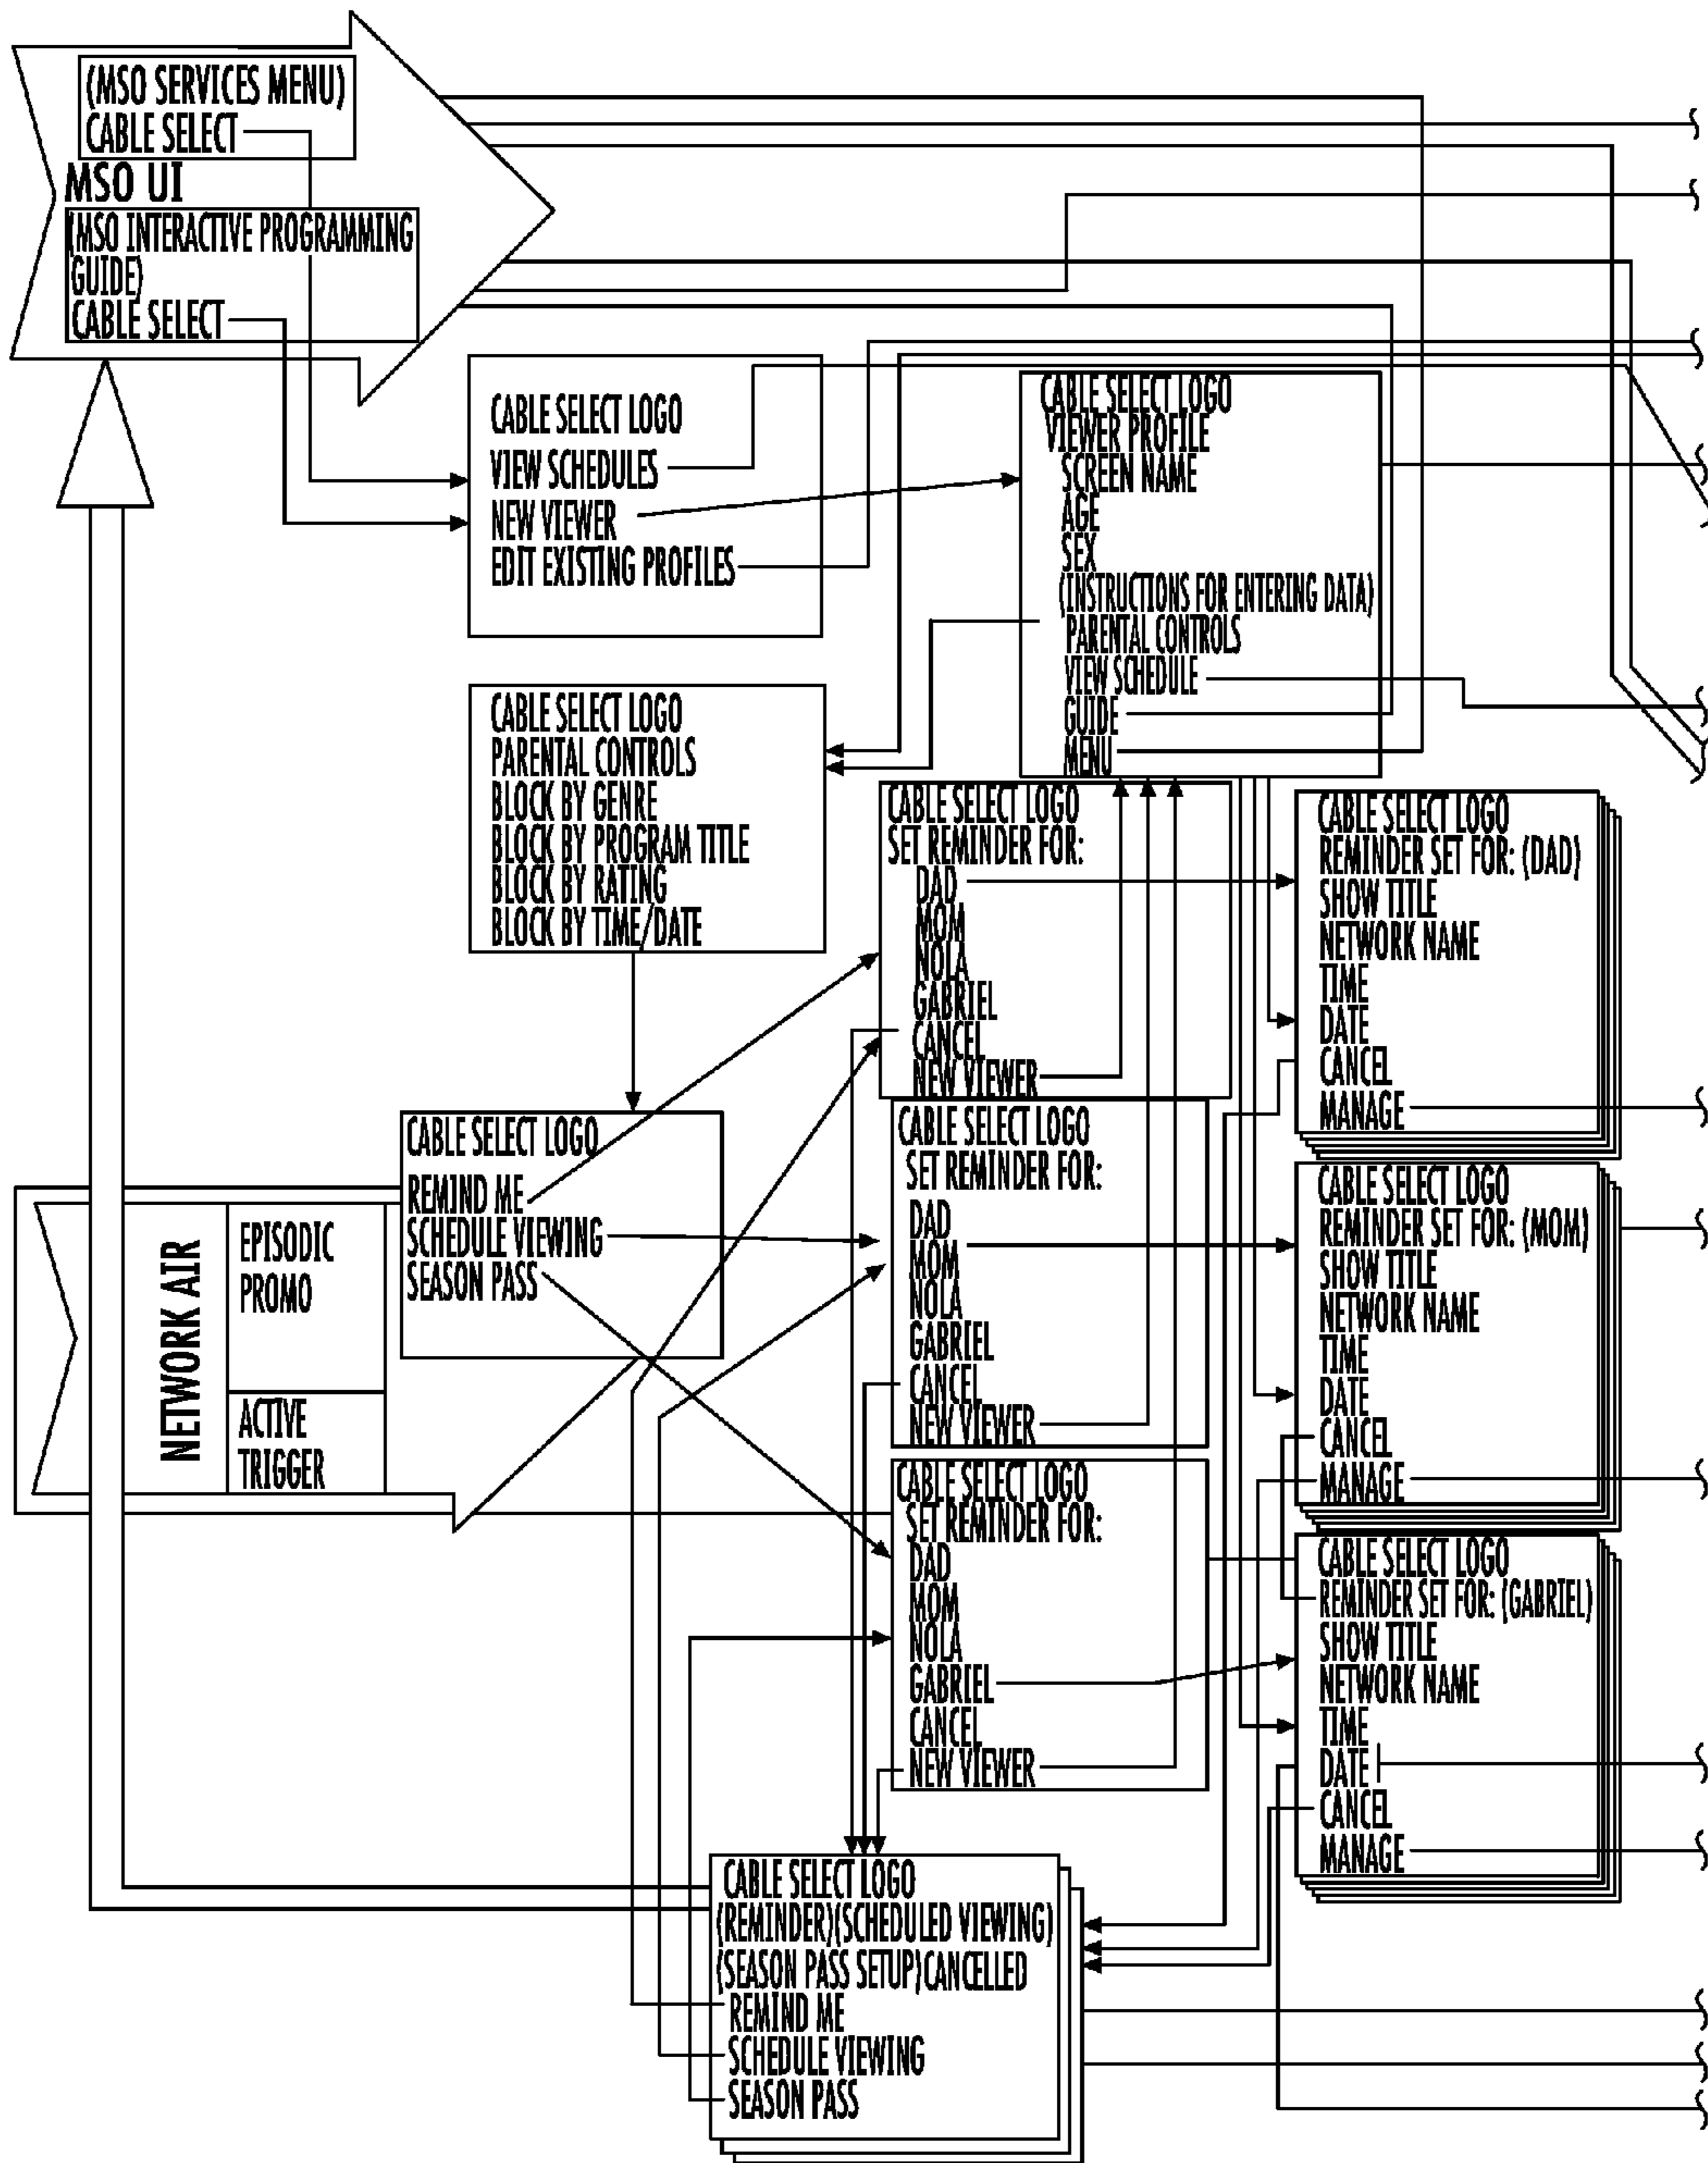 (MSO SERVICES MENU)
CABLE SELECT
MSO UI
(MSO INTERACTIVE PROGRAMMING
GUIDE)
CABLE SELECT
CABLE SELECT LOGO
VIEW SCHEDULES
NEW VIEWER
EDIT EXISTING PROFILES
CABLE SELECT LOGO
VIEWER PROFILE
SCREEN NAME
AGE
SEX
(INSTRUCTIONS FOR ENTERING DATA)
PARENTAL CONTROLS
VIEW SCHEDULE
GUIDE
MENU
CABLE SELECT LOGO
PARENTAL CONTROLS
BLOCK BY GENRE
BLOCK BY PROGRAM TITLE
BLOCK BY RATING
BLOCK BY TIME/DATE
CABLE SELECT LOGO
SET REMINDER FOR:
DAD
MOM
NOLA
GABRIEL
CANCEL
NEW VIEWER
CABLE SELECT LOGO
REMINDER SET FOR: (DAD)
SHOW TITLE
NETWORK NAME
TIME
DATE
CANCEL
MANAGE
NETWORK AIR
EPISODIC
PROMO
ACTIVE
TRIGGER
CABLE SELECT LOGO
REMIND ME
SCHEDULE VIEWING
SEASON PASS
CABLE SELECT LOGO
SET REMINDER FOR:
DAD
MOM
NOLA
GABRIEL
CANCEL
NEW VIEWER
CABLE SELECT LOGO
REMINDER SET FOR: (MOM)
SHOW TITLE
NETWORK NAME
TIME
DATE
CANCEL
MANAGE
CABLE SELECT LOGO
SET REMINDER FOR:
DAD
MOM
NOLA
GABRIEL
CANCEL
NEW VIEWER
CABLE SELECT LOGO
REMINDER SET FOR: (GABRIEL)
SHOW TITLE
NETWORK NAME
TIME
DATE
CANCEL
MANAGE
CABLE SELECT LOGO
(REMINDER)(SCHEDULED VIEWING)
(SEASON PASS SETUP)CANCELLED
REMIND ME
SCHEDULE VIEWING
SEASON PASS